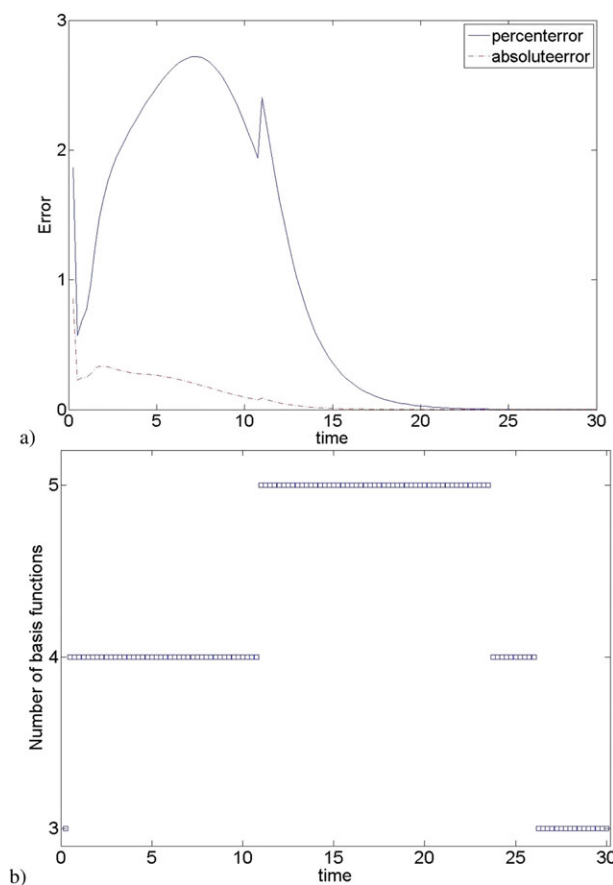 3
percenterror
absoluteerror
2
Error
1
0
0 5 10 15 20 25 30
time
a)
5
Number of basis functions
4
3
0 5 10 15 20 25 30
time
b)